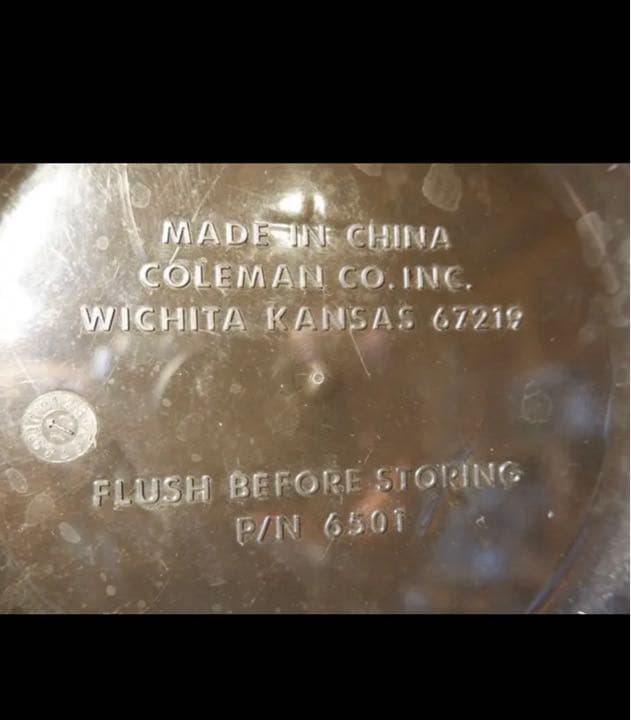 MADE IN CHINA
COLEMAN CO. INC.
WICHITA KANSAS 67219
FLUSH BEFORE STORING
P/N 6501